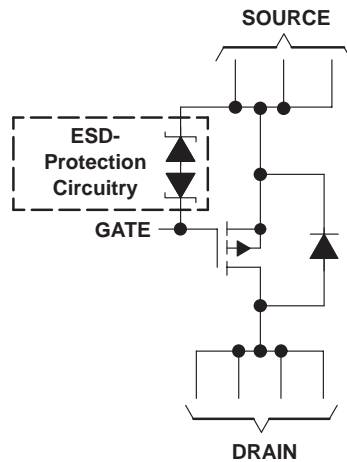 SOURCE
ESD-
Protection
Circuitry
GATE
DRAIN